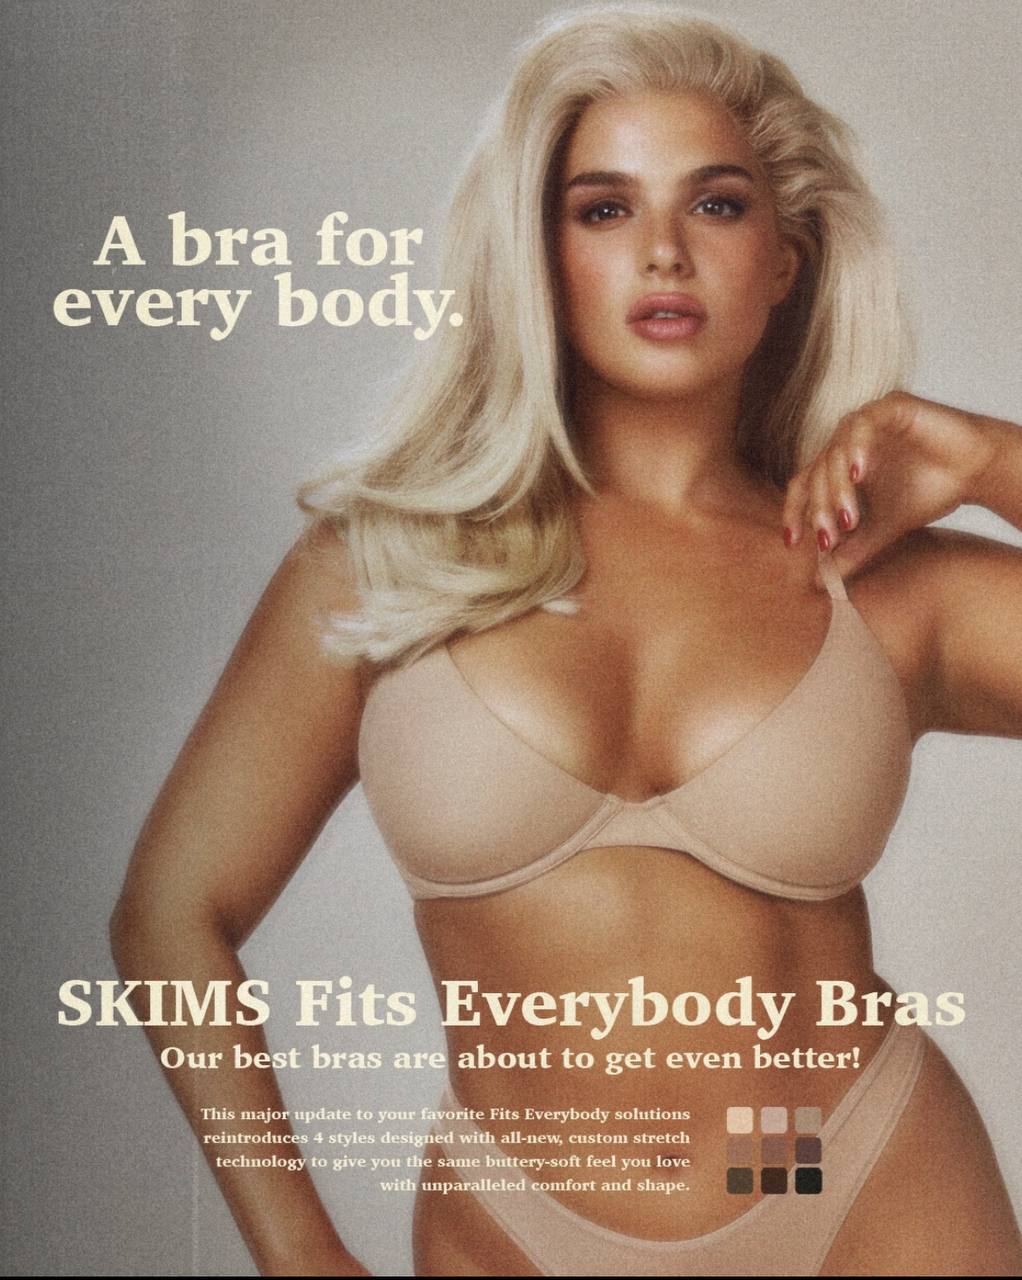 A bra for
every body.
SKIMS Fits Everybody Bras
Our best bras are about to get even better!
This major update to your favorite Fits Everybody solutions
reintroduces 4 styles designed with all-new, custom stretch
technology to give you the same buttery-soft feel you love
with unparalleled comfort and shape.